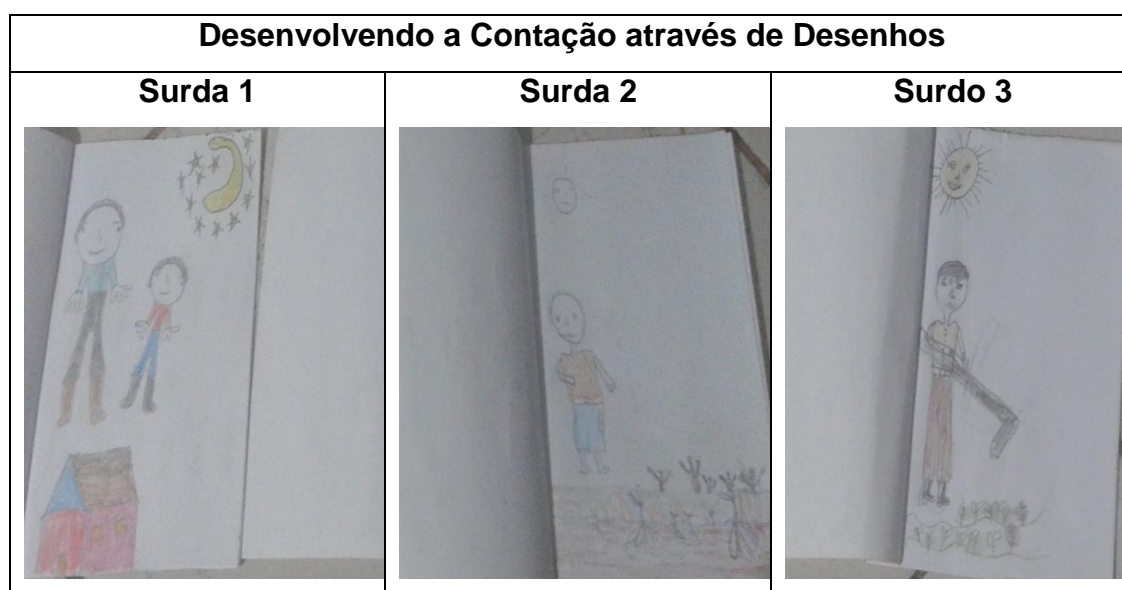 Desenvolvendo a Contação através de Desenhos
Surda 1
Surda 2
Surdo 3